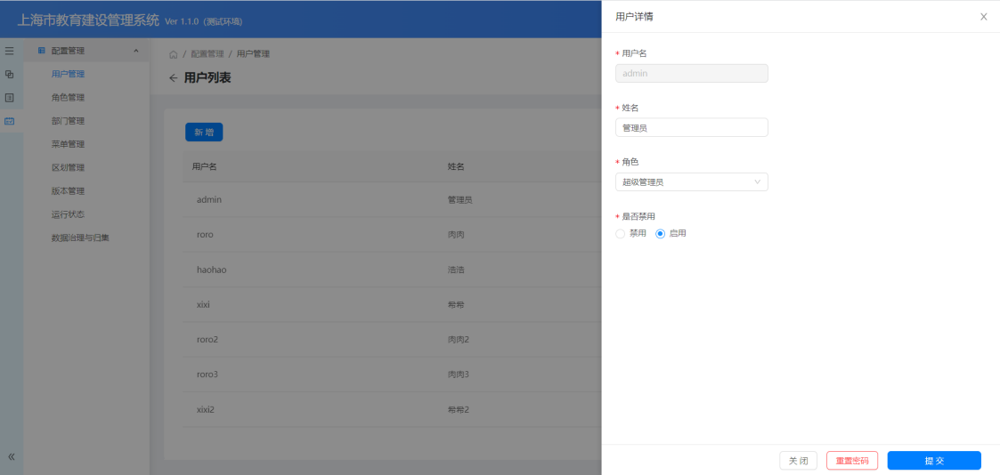 上海市教育建设管理系统 Ver 1.1.0 (测试环境)
配置管理
用户管理
角色管理
部门管理
菜单管理
区划管理
版本管理
运行状态
数据治理与归集
/ 配置管理 / 用户管理
← 用户列表
新 增
用户名 姓名
admin 管理员
roro 肉肉
haohao 浩浩
xixi 希希
roro2 肉肉2
roro3 肉肉3
xixi2 希希2
用户详情
* 用户名
admin
* 姓名
管理员
* 角色
超级管理员
* 是否禁用
禁用 启用
关 闭 重置密码 提 交